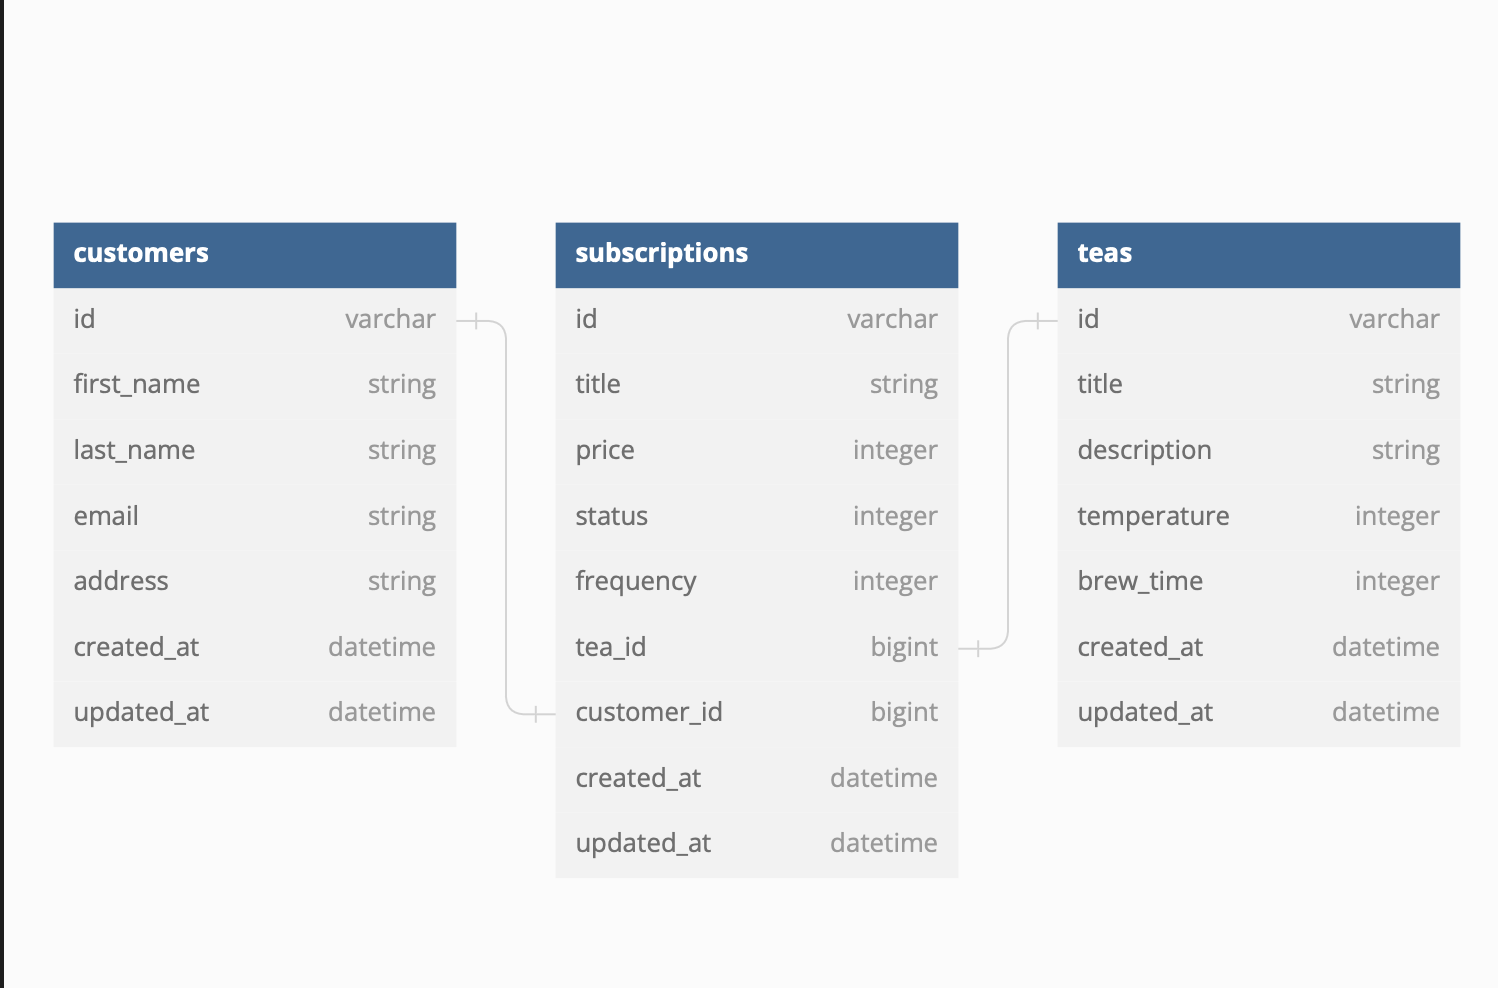 customers
id varchar
first_name string
last_name string
email string
address string
created_at datetime
updated_at datetime
subscriptions
id varchar
title string
price integer
status integer
frequency integer
tea_id bigint
customer_id bigint
created_at datetime
updated_at datetime
teas
id varchar
title string
description string
temperature integer
brew_time integer
created_at datetime
updated_at datetime